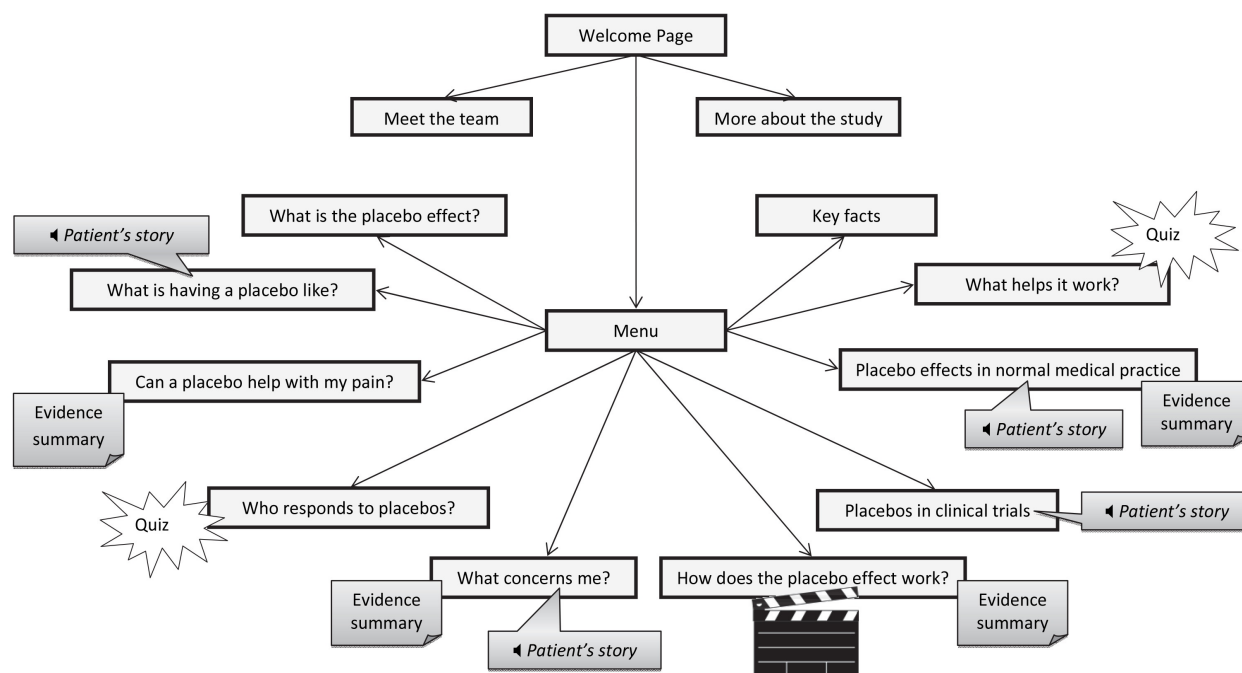 Welcome Page
Meet the team
More about the study
What is the placebo effect?
Key facts
Patient's story
Quiz
What is having a placebo like?
What helps it work?
Menu
Can a placebo help with my pain?
Placebo effects in normal medical practice
Evidence
summary
Patient's story
Evidence
summary
Who responds to placebos?
Quiz
Placebos in clinical trials
Patient's story
What concerns me?
How does the placebo effect work?
Evidence
summary
Patient's story
Evidence
summary